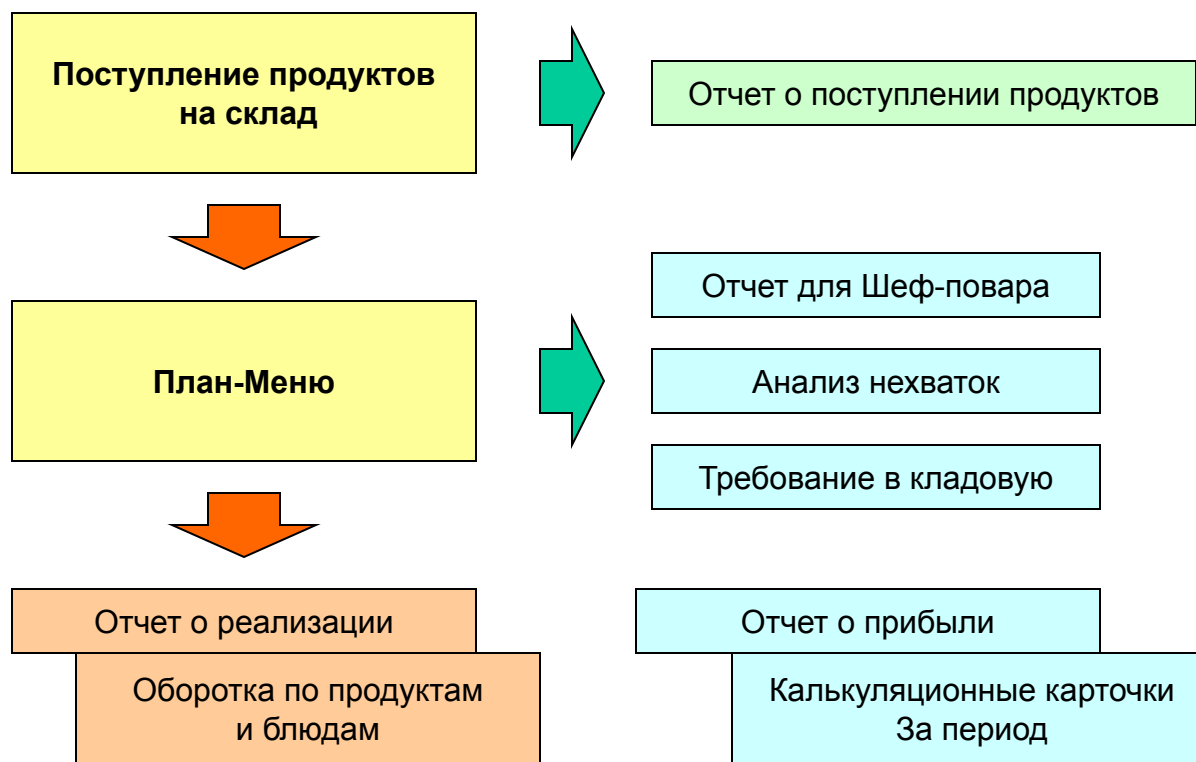 Поступление продуктов
на склад
Отчет о поступлении продуктов
Отчет для Шеф-повара
План-Меню
Анализ нехваток
Требование в кладовую
Отчет о реализации
Оборотка по продуктам
и блюдам
Отчет о прибыли
Калькуляционные карточки
За период